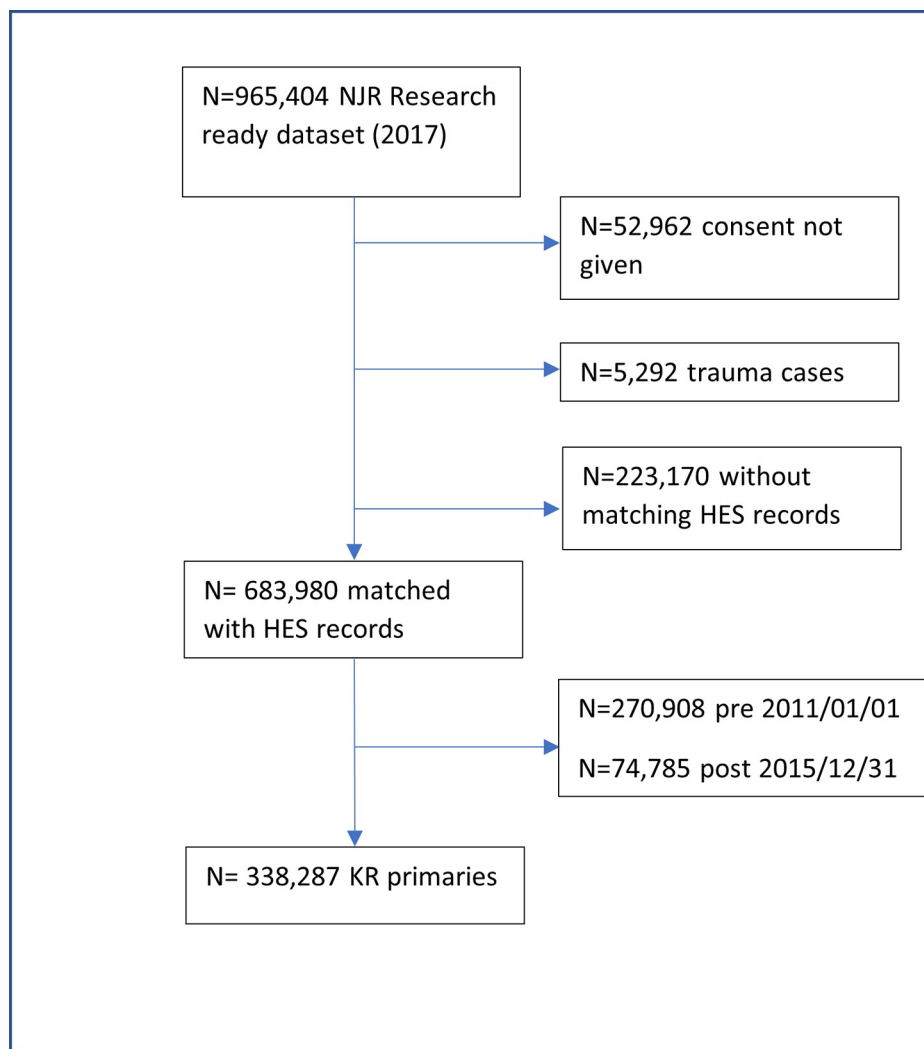 N=965,404 NJR Research
ready dataset (2017)
N=52,962 consent not
given
N=5,292 trauma cases
N=223,170 without
matching HES records
N= 683,980 matched
with HES records
N=270,908 pre 2011/01/01
N=74,785 post 2015/12/31
N= 338,287 KR primaries